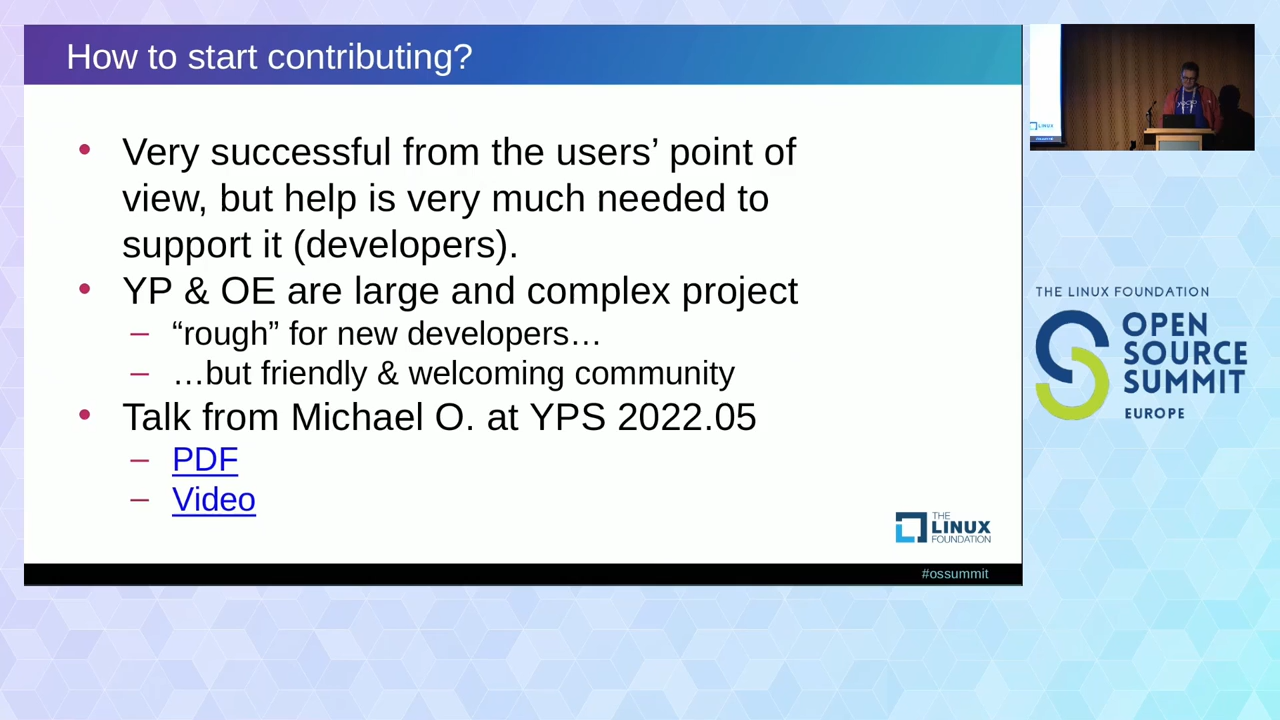 How to start contributing?
• Very successful from the users’ point of
view, but help is very much needed to
support it (developers).
• YP & OE are large and complex project
– “rough” for new developers…
– …but friendly & welcoming community
• Talk from Michael O. at YPS 2022.05
– PDF
– Video
THE
LINUX
FOUNDATION
#ossummit
LINUX
THE LINUX FOUNDATION
OPEN
SOURCE
SUMMIT
EUROPE